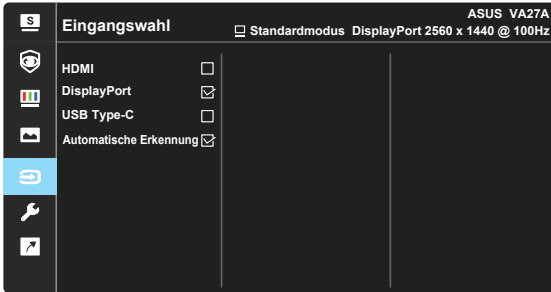 S
Eingangswahl
ASUS VA27A
Standardmodus DisplayPort 2560 x 1440 @ 100Hz
HDMI
DisplayPort
USB Type-C
Automatische Erkennung